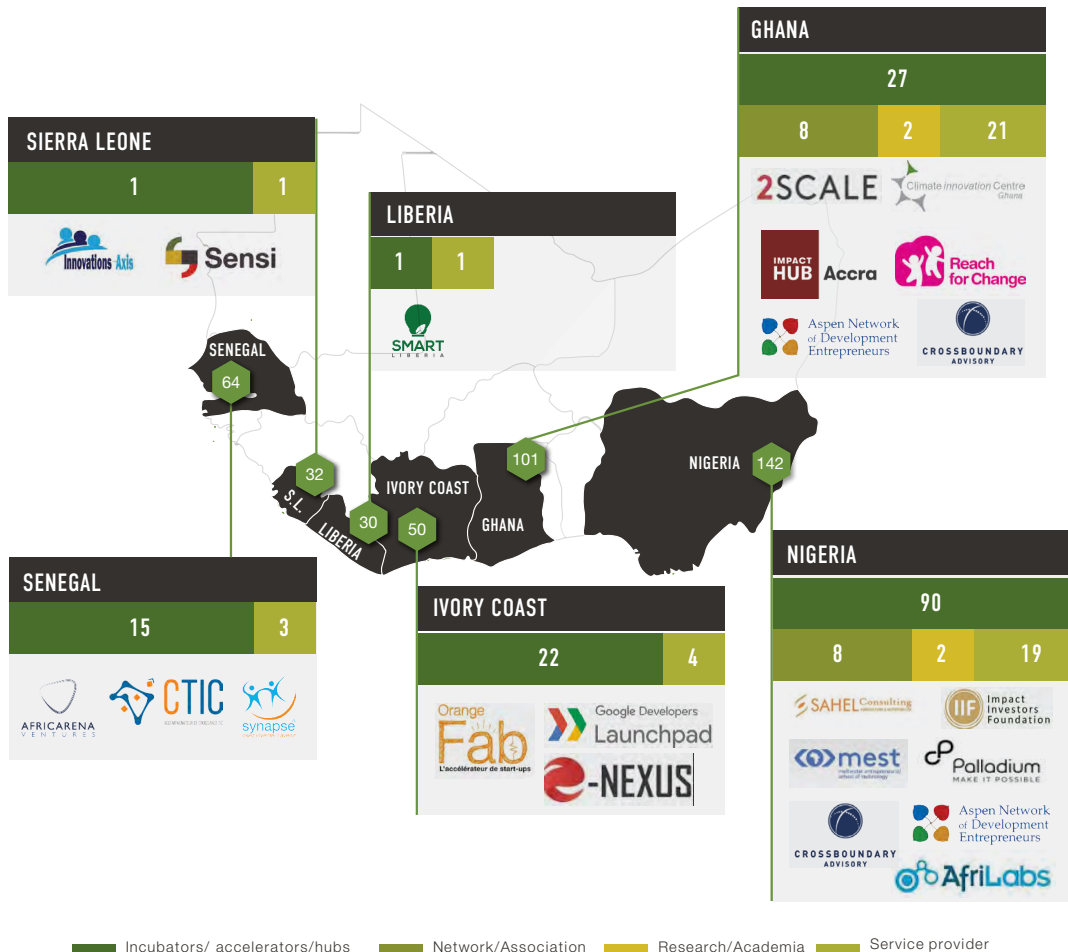 GHANA
27
8 2 21
2SCALE
Climate Innovation Centre
Ghana
IMPACT
HUB Accra
Reach
for Change
Aspen Network
of Development
Entrepreneurs
CROSSBOUNDARY
ADVISORY
SIERRA LEONE
1 1
Innovations Axis
Sensi
LIBERIA
1 1
SMART
LIBERIA
SENEGAL
64
32
S.L.
LIBERIA
30
IVORY COAST
50
GHANA
101
NIGERIA
142
SENEGAL
15 3
AFRICARENA
VENTURES
CTIC
synapse
IVORY COAST
22 4
Orange
Fab
L'accélérateur de start-ups
Google Developers
Launchpad
e-NEXUS
NIGERIA
90
8 2 19
SAHEL Consulting
IIF
Impact
Investors
Foundation
mest
meltwater entrepreneurial
school of technology
Palladium
MAKE IT POSSIBLE
CROSSBOUNDARY
ADVISORY
Aspen Network
of Development
Entrepreneurs
AfriLabs
Incubators/ accelerators/hubs
Network/Association
Research/Academia
Service provider